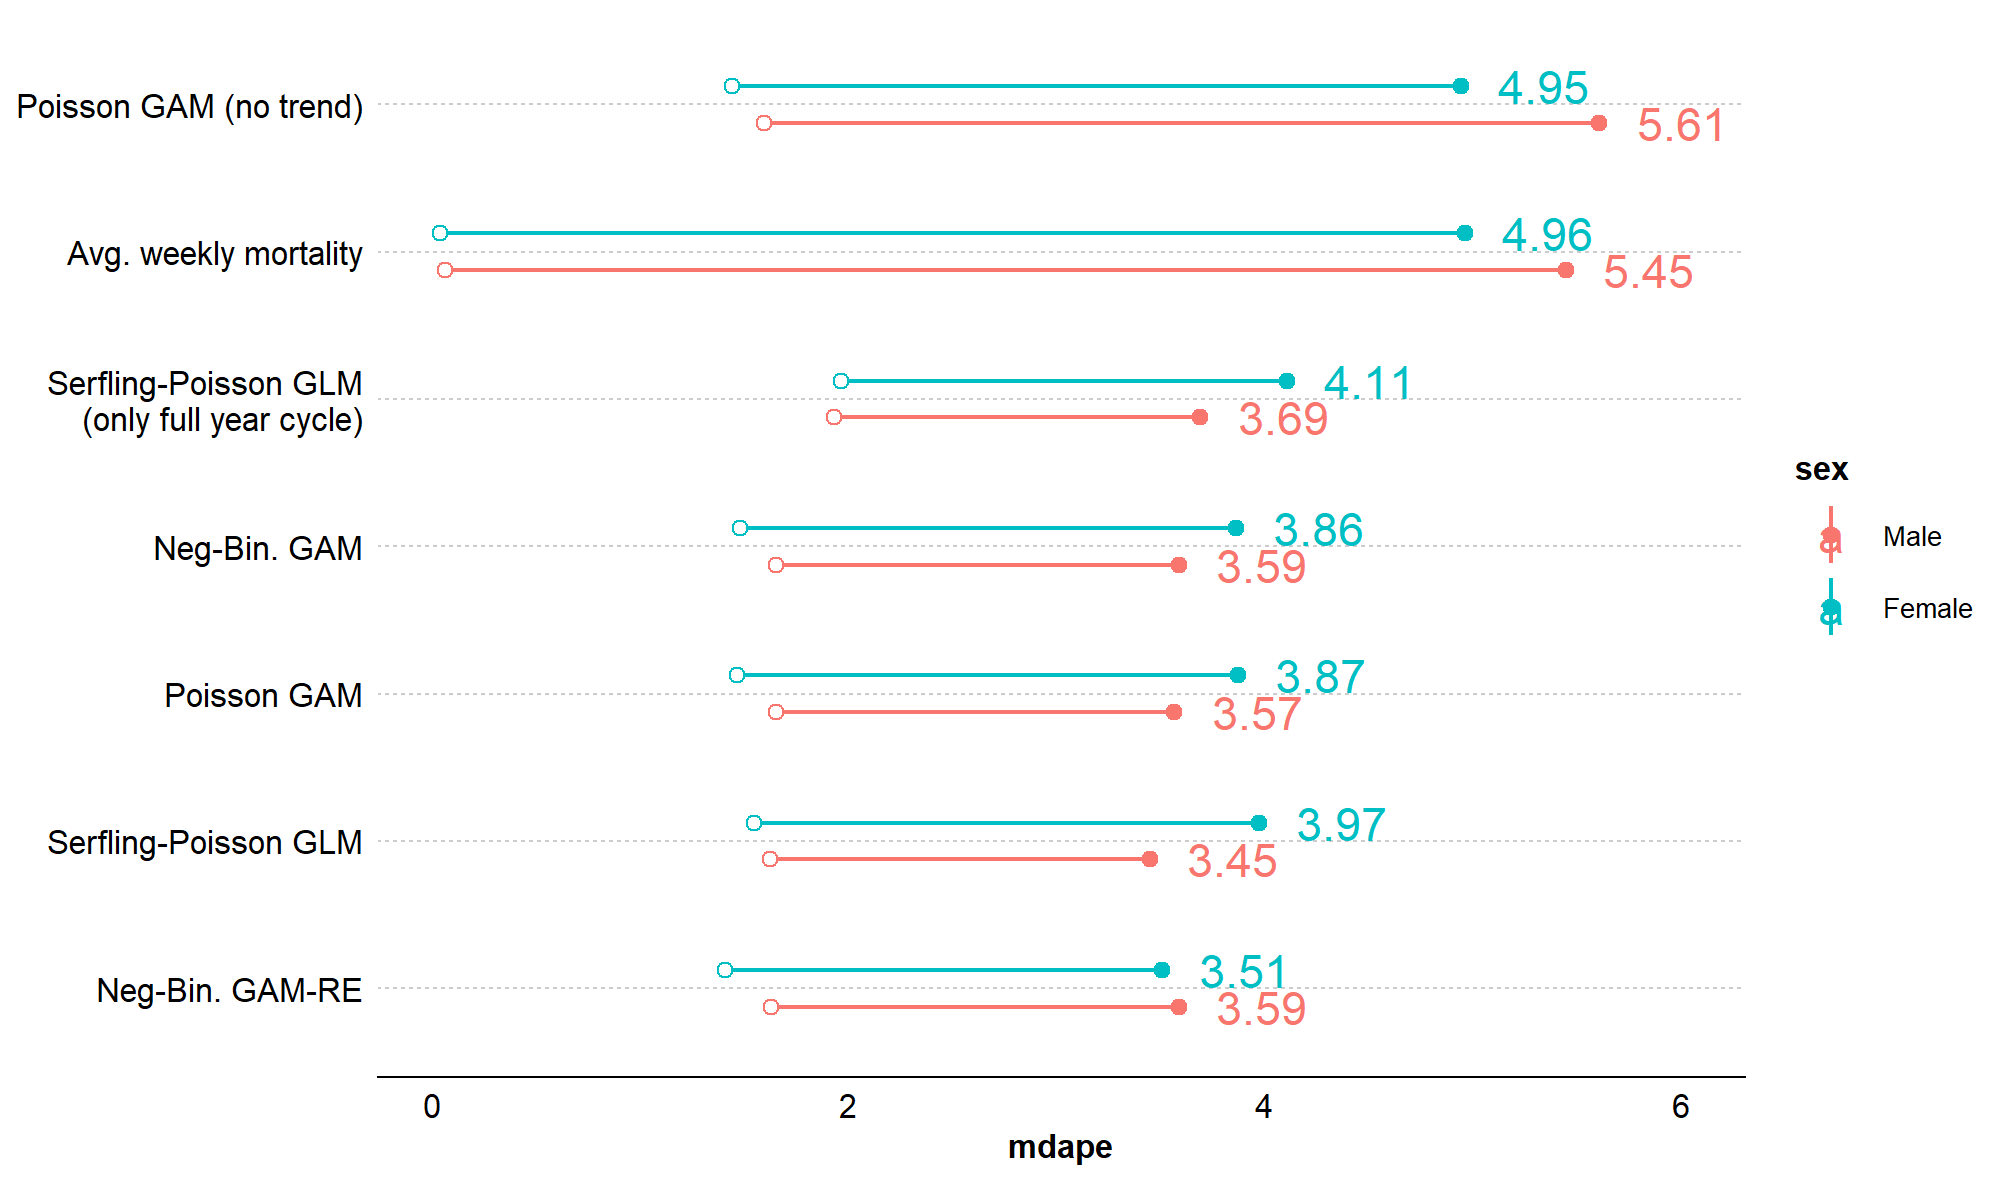 Poisson GAM (no trend)
4.95
5.61
Avg. weekly mortality
4.96
5.45
Serfling-Poisson GLM
(only full year cycle)
4.11
3.69
Neg-Bin. GAM
3.86
3.59
Poisson GAM
3.87
3.57
Serfling-Poisson GLM
3.97
3.45
Neg-Bin. GAM-RE
3.51
3.59
0 2 4 6
mdape
sex
a Male
a Female